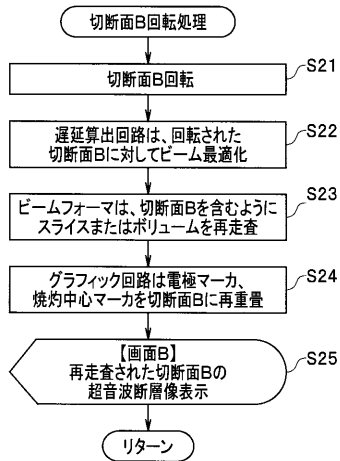 切断面B回転処理
切断面B回転
S21
遅延算出回路は、回転された
切断面Bに対してビーム最適化
S22
ビームフォーマは、切断面Bを含むように
スライスまたはボリュームを再走査
S23
グラフィック回路は電極マーカ、
焼灼中心マーカを切断面Bに再重畳
S24
【画面B】
再走査された切断面Bの
超音波断層像表示
S25
リターン